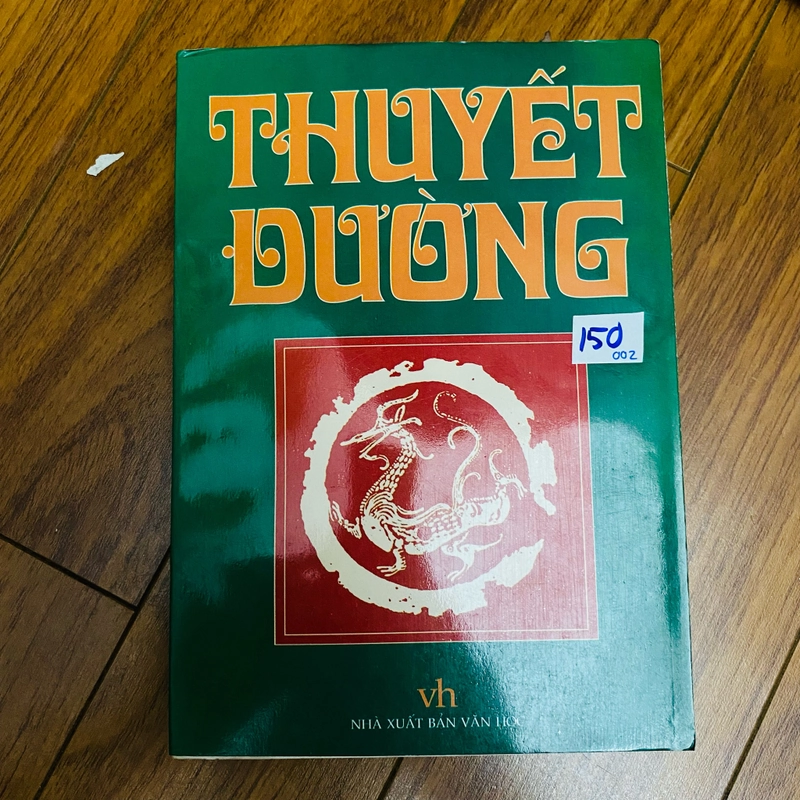 THUYẾT
ĐƯỜNG
150
002
vh
NHÀ XUẤT BẢN VĂN HỌC